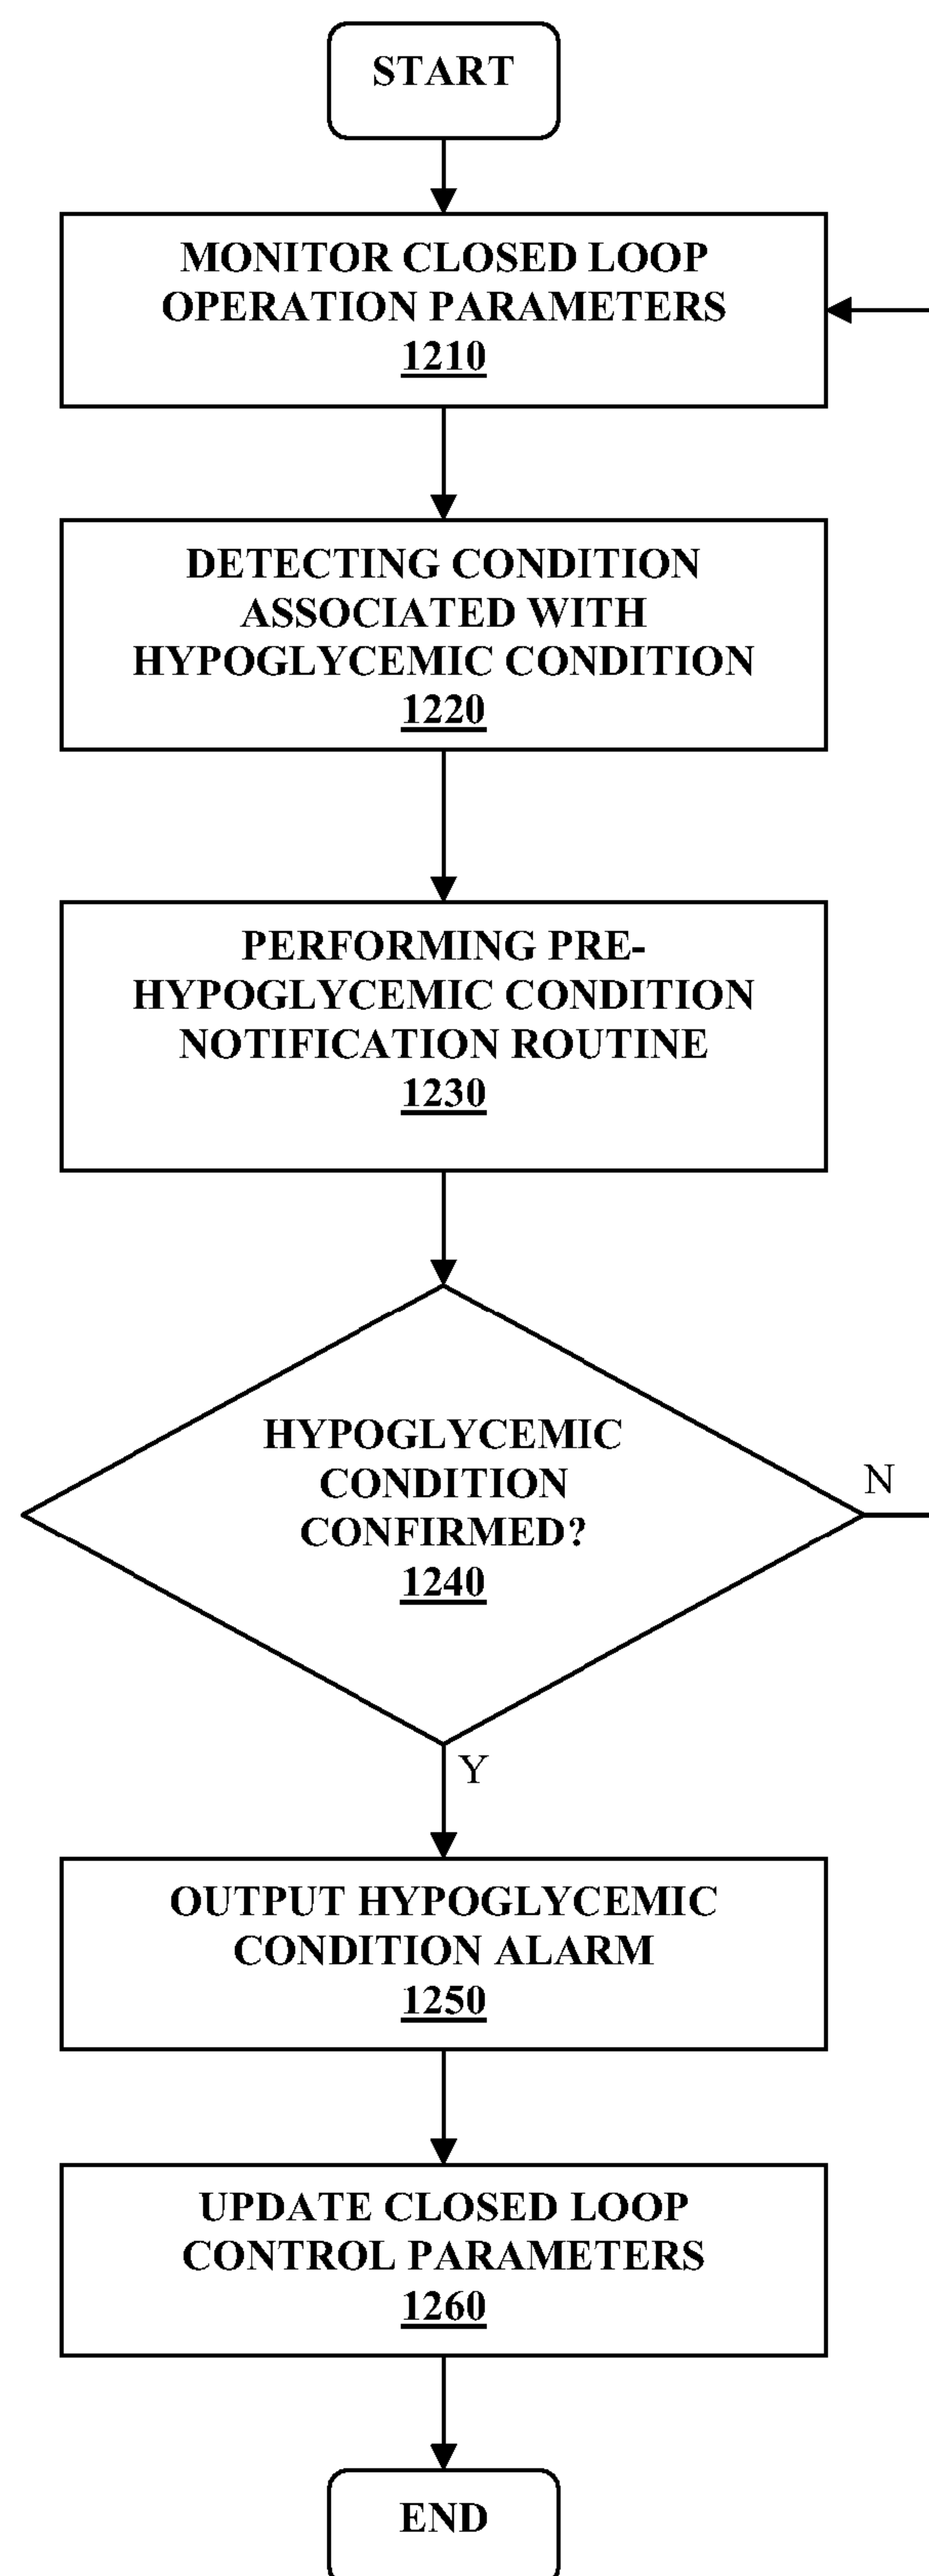 START
MONITOR CLOSED LOOP
OPERATION PARAMETERS
1210
DETECTING CONDITION
ASSOCIATED WITH
HYPOGLYCEMIC CONDITION
1220
PERFORMING PRE-
HYPOGLYCEMIC CONDITION
NOTIFICATION ROUTINE
1230
HYPOGLYCEMIC
CONDITION
CONFIRMED?
1240
N
Y
OUTPUT HYPOGLYCEMIC
CONDITION ALARM
1250
UPDATE CLOSED LOOP
CONTROL PARAMETERS
1260
END